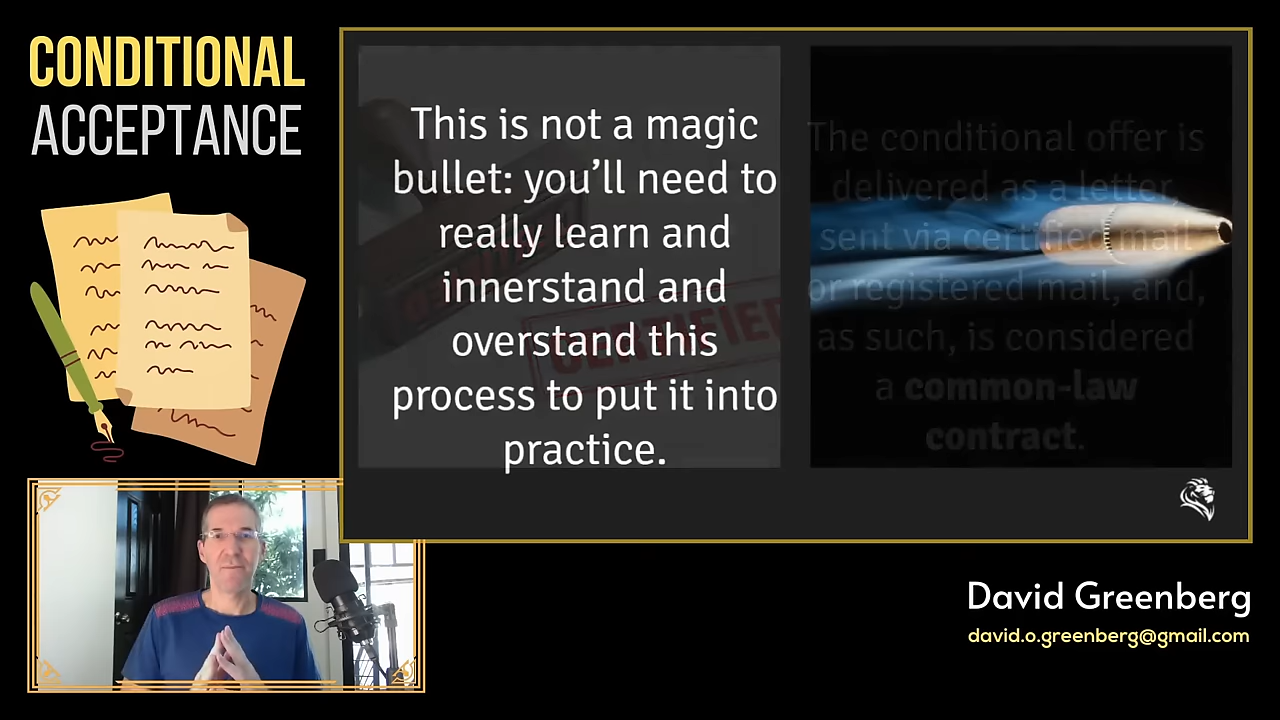 CONDITIONAL
ACCEPTANCE
This is not a magic
bullet: you’ll need to
really learn and
innerstand and
overstand this
process to put it into
practice.
The conditional offer is
delivered as a letter,
sent via certified mail
or registered mail, and,
as such, is considered
a common-law
contract.
CERTIFIED
David Greenberg
david.o.greenberg@gmail.com